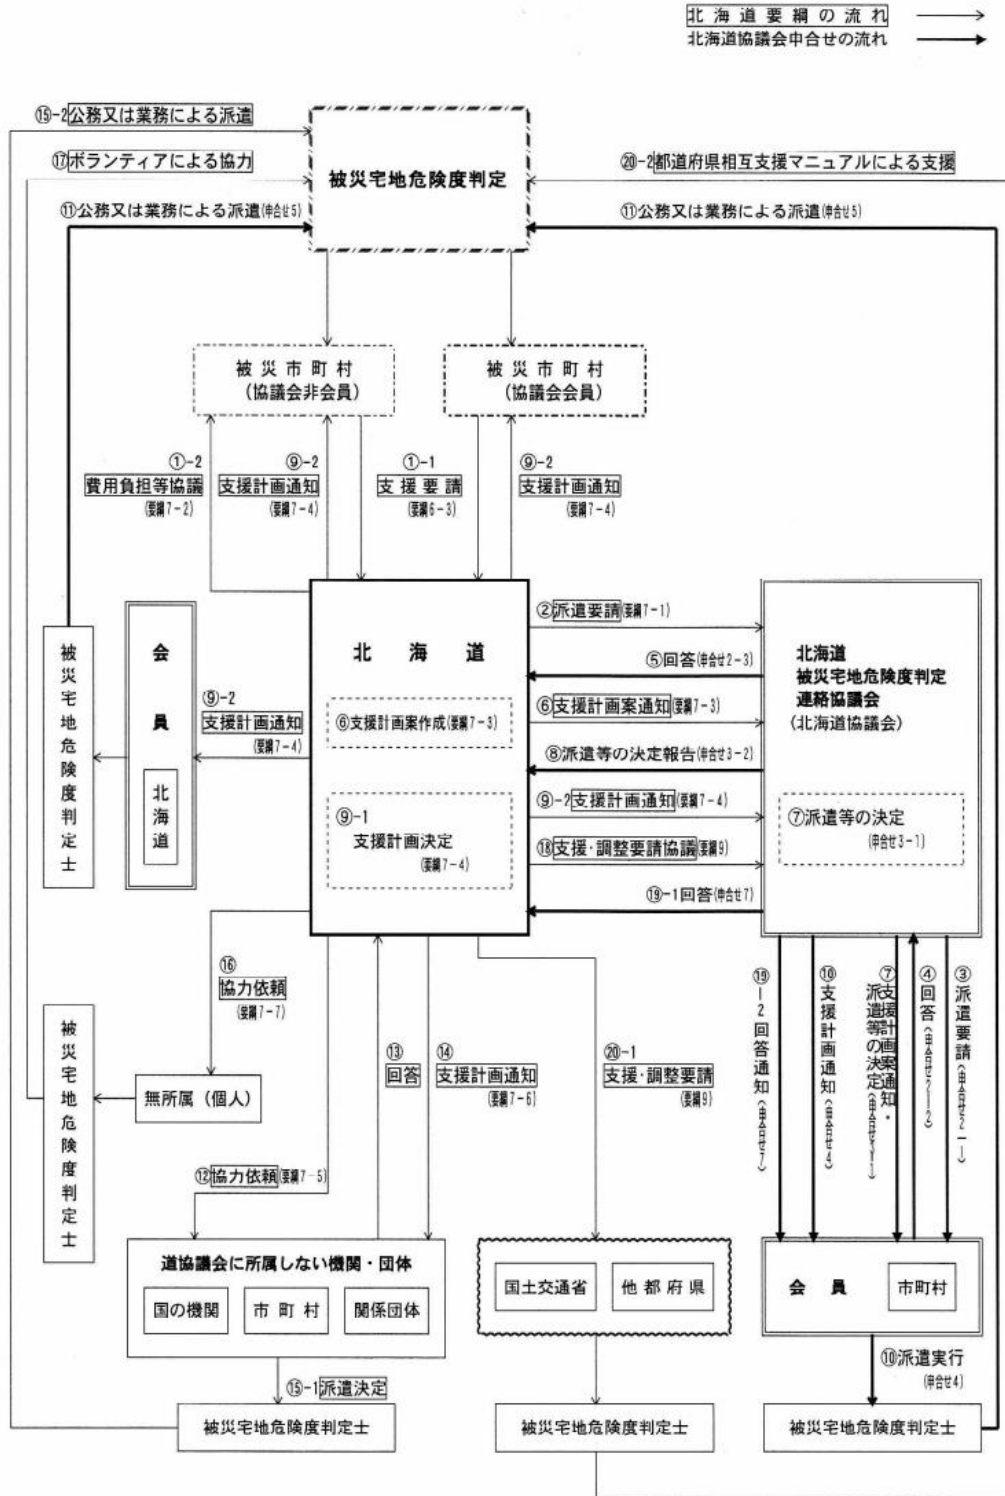 北海道要綱の流れ
北海道協議会申合せの流れ
⑮-2公務又は業務による派遣
⑰ボランティアによる協力
⑪公務又は業務による派遣(申合せ5)
被災宅地危険度判定
⑳-2都道府県相互支援マニュアルによる支援
⑪公務又は業務による派遣(申合せ5)
被災市町村
(協議会非会員)
被災市町村
(協議会会員)
①-2
費用負担等協議
(要綱7-2)
⑨-2
支援計画通知
(要綱7-4)
①-1
支援要請
(要綱6-3)
⑨-2
支援計画通知
(要綱7-4)
被災宅地危険度判定士
会員
北海道
⑨-2
支援計画通知
(要綱7-4)
北海道
⑥支援計画案作成(要綱7-3)
⑨-1
支援計画決定
(要綱7-4)
②派遣要請(要綱7-1)
⑤回答(申合せ2-3)
⑥支援計画案通知(要綱7-3)
⑧派遣等の決定報告(申合せ3-2)
⑨-2支援計画通知(要綱7-4)
⑱支援・調整要請協議(要綱9)
⑲-1回答(申合せ7)
北海道
被災宅地危険度判定
連絡協議会
(北海道協議会)
⑦派遣等の決定
(申合せ3-1)
⑯
協力依頼
(要綱7-7)
被災宅地危険度判定士
無所属(個人)
⑫協力依頼(要綱7-5)
⑬
回答
⑭
支援計画通知
(要綱7-6)
⑳-1
支援・調整要請
(要綱9)
⑲-2回答通知(申合せ7)
⑩支援計画通知(申合せ4)
⑦支援計画案通知・
派遣等の決定(申合せ3-1)
④回答(申合せ2-2)
③派遣要請(申合せ2-1)
道協議会に所属しない機関・団体
国の機関
市町村
関係団体
国土交通省
他都府県
会員
市町村
⑮-1派遣決定
⑩派遣実行
(申合せ4)
被災宅地危険度判定士
被災宅地危険度判定士
被災宅地危険度判定士